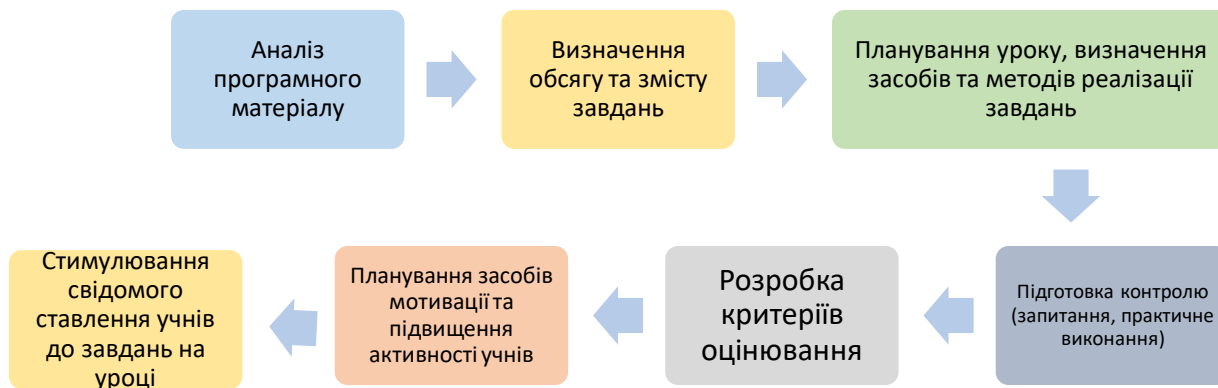 Аналіз
програмного
матеріалу
Визначення
обсягу та змісту
завдань
Планування уроку, визначення
засобів та методів реалізації
завдань
Підготовка контролю
(запитання, практичне
виконання)
Розробка
критеріїв
оцінювання
Планування засобів
мотивації та
підвищення
активності учнів
Стимулювання
свідомого
ставлення учнів
до завдань на
уроці